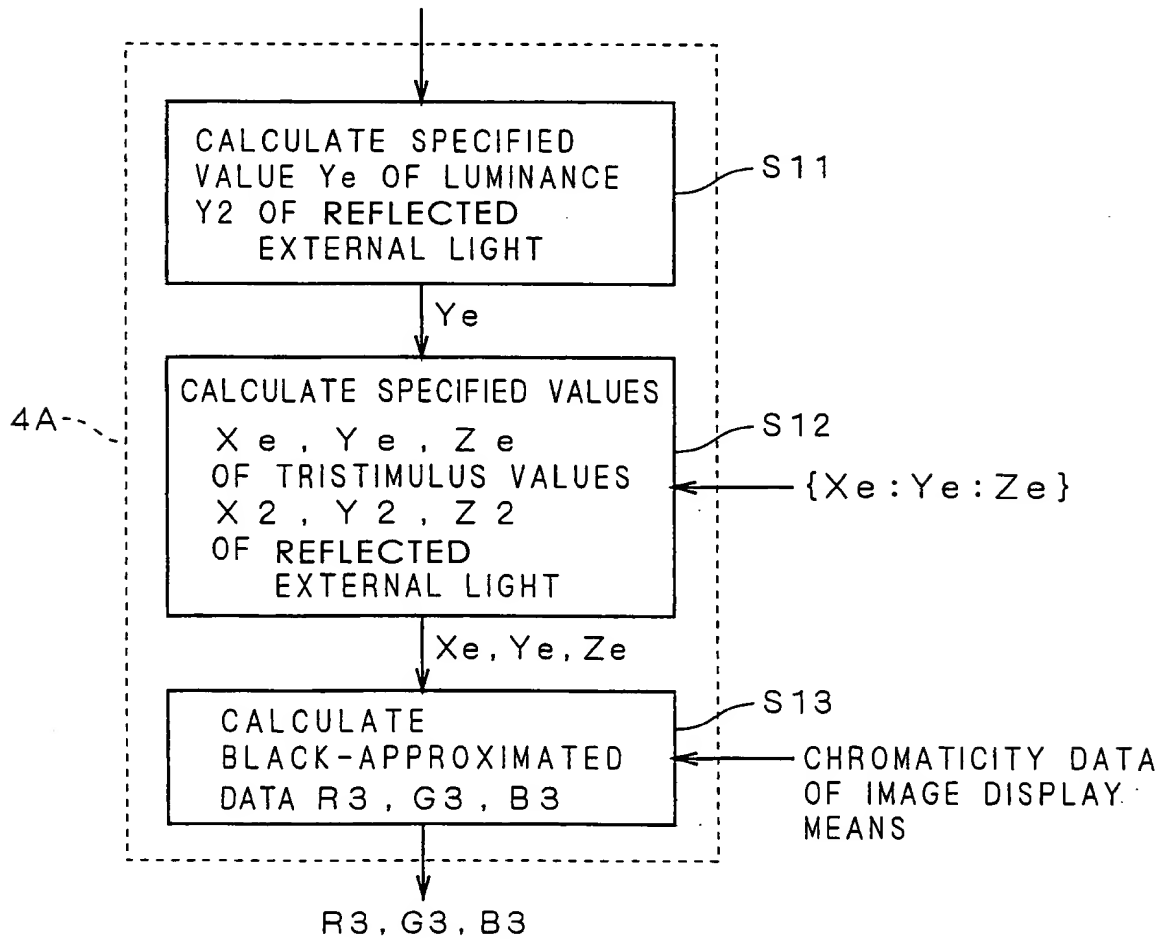 CALCULATE SPECIFIED
VALUE Ye OF LUMINANCE
Y2 OF REFLECTED
EXTERNAL LIGHT
S11
Ye
CALCULATE SPECIFIED VALUES
Xe, Ye, Ze
OF TRISTIMULUS VALUES
X2, Y2, Z2
OF REFLECTED
EXTERNAL LIGHT
S12
4A
{Xe:Ye:Ze}
Xe, Ye, Ze
CALCULATE
BLACK-APPROXIMATED
DATA R3, G3, B3
S13
CHROMATICITY DATA
OF IMAGE DISPLAY
MEANS
R3, G3, B3